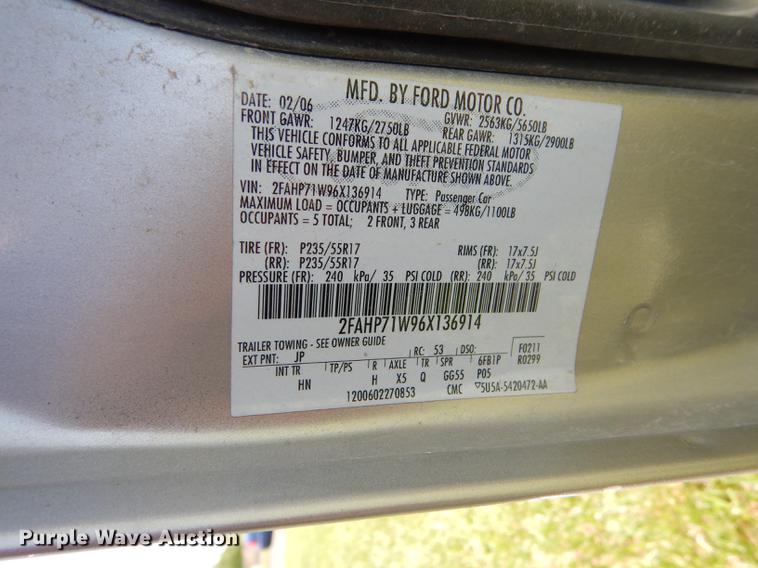 MFD. BY FORD MOTOR CO.
DATE: 02/06 GVWR: 2563KG/5650LB
FRONT GAWR: 1247KG/2750LB REAR GAWR: 1315KG/2900LB
THIS VEHICLE CONFORMS TO ALL APPLICABLE FEDERAL MOTOR
VEHICLE SAFETY, BUMPER, AND THEFT PREVENTION STANDARDS
IN EFFECT ON THE DATE OF MANUFACTURE SHOWN ABOVE.
VIN: 2FAHP71W96X136914 TYPE: Passenger Car
MAXIMUM LOAD = OCCUPANTS + LUGGAGE = 498KG/1100LB
OCCUPANTS = 5 TOTAL; 2 FRONT, 3 REAR
TIRE (FR): P235/55R17 RIMS (FR): 17x7.5J
(RR): P235/55R17 (RR): 17x7.5J
PRESSURE (FR): 240 kPa/ 35 PSI COLD (RR): 240 kPa/ 35 PSI COLD
2FAHP71W96X136914
TRAILER TOWING - SEE OWNER GUIDE
EXT PNT: JP RC: 53 DSO: F0211
INT TR TP/PS R AXLE TR SPR 6FB1P R0299
HN H X5 Q GG55 P05
1200602270853 CMC 5U5A-5420472-AA
Purple Wave Auction